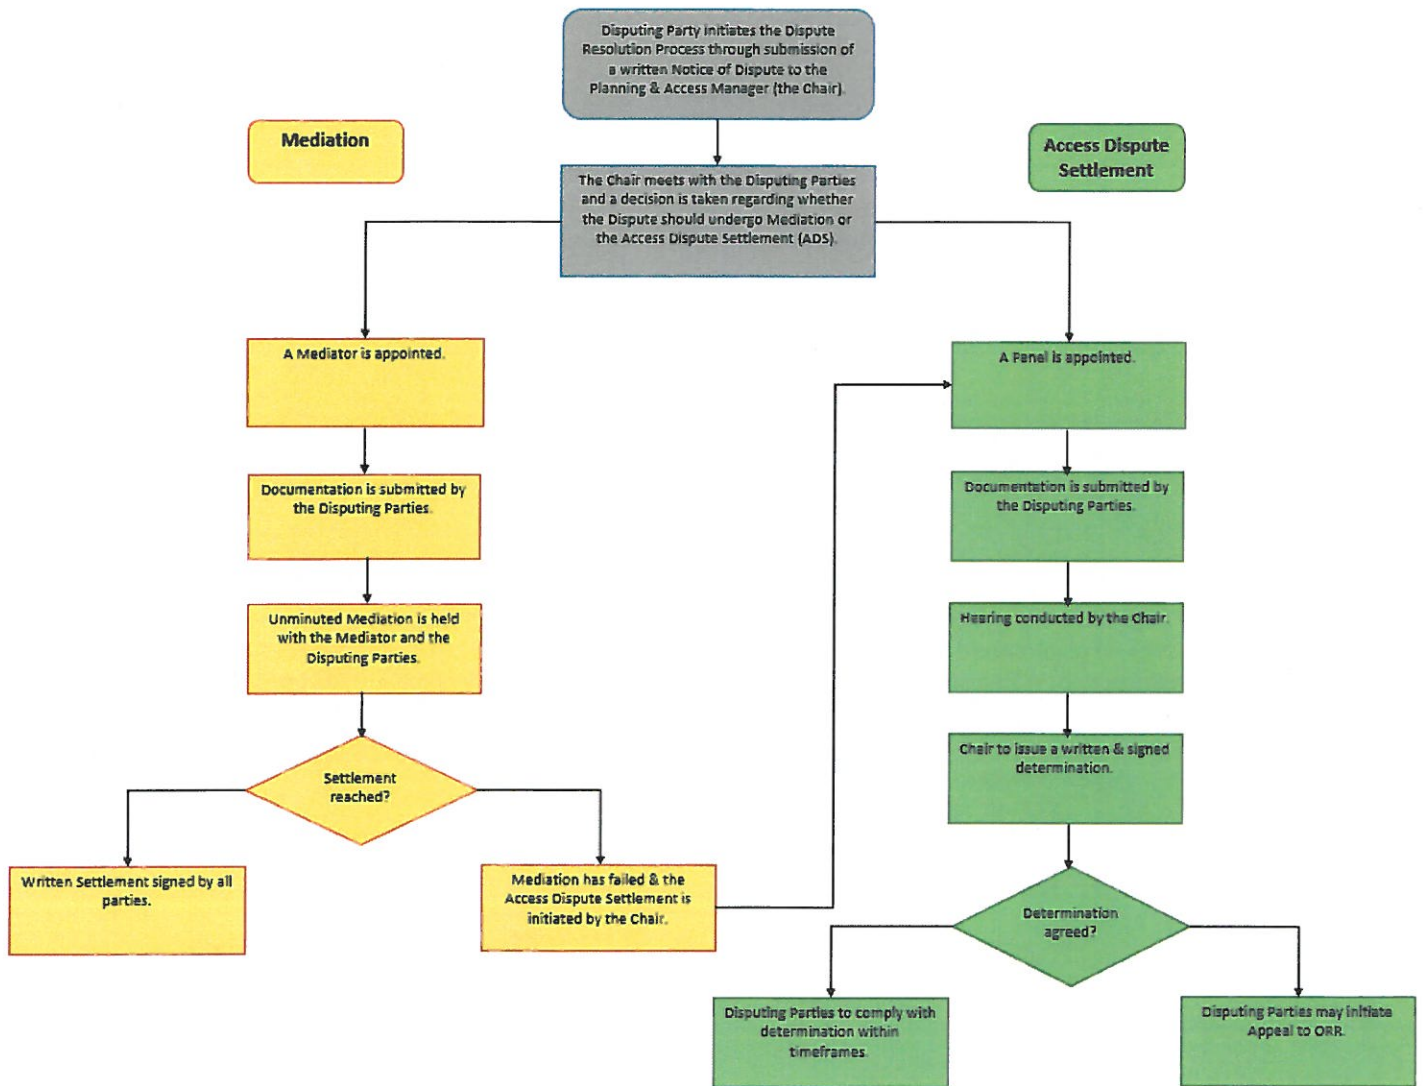 Disputing Party Initiates the Dispute
Resolution Process through submission of
a written Notice of Dispute to the
Planning & Access Manager (the Chair).
Mediation
Access Dispute
Settlement
The Chair meets with the Disputing Parties
and a decision is taken regarding whether
the Dispute should undergo Mediation or
the Access Dispute Settlement (ADS).
A Mediator is appointed.
A Panel is appointed.
Documentation is submitted by
the Disputing Parties.
Documentation is submitted by
the Disputing Parties.
Unminuted Mediation is held
with the Mediator and the
Disputing Parties.
Hearing conducted by the Chair.
Chair to issue a written & signed
determination.
Settlement
reached?
Written Settlement signed by all
parties.
Mediation has failed & the
Access Dispute Settlement is
initiated by the Chair.
Determination
agreed?
Disputing Parties to comply with
determination within
timeframes.
Disputing Parties may initiate
Appeal to ORR.